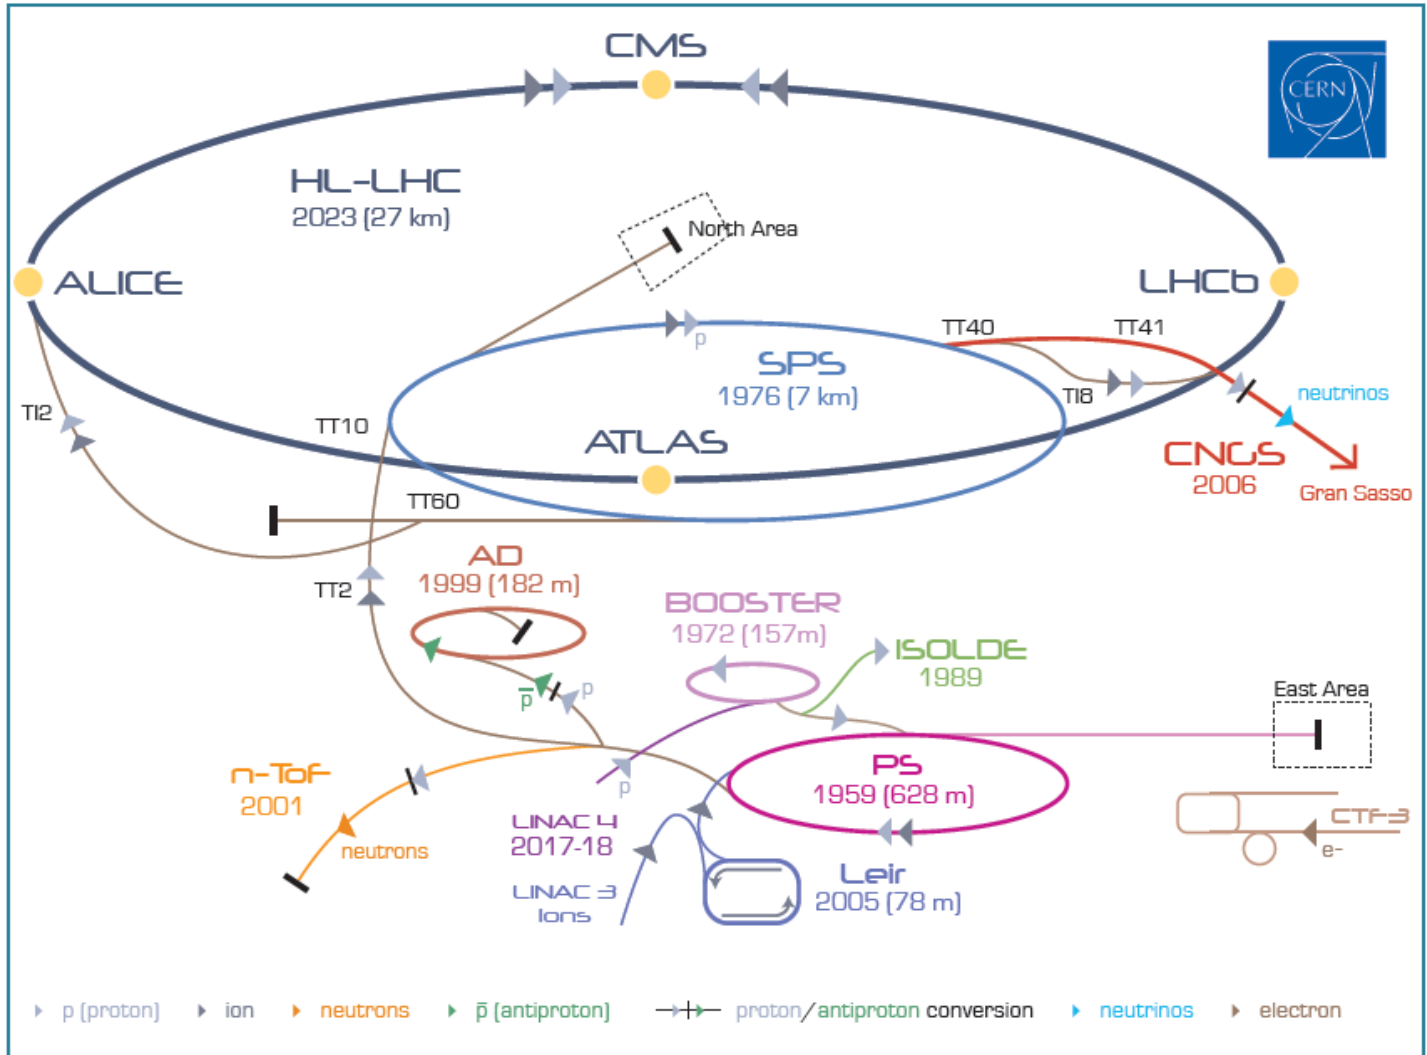 CMS
CERN
HL-LHC
2023 (27 km)
North Area
ALICE
LHCb
TT40
TT41
p
SPS
1976 (7 km)
TI8
neutrinos
TI2
TT10
ATLAS
CNGS
2006
Gran Sasso
TT60
AD
1999 (182 m)
TT2
BOOSTER
1972 (157m)
ISOLDE
1989
p̅
p
East Area
n-ToF
2001
neutrons
p
PS
1959 (628 m)
LINAC 4
2017-18
CTF-3
e-
LINAC 3
Ions
Leir
2005 (78 m)
p (proton)
ion
neutrons
p̅ (antiproton)
proton/antiproton conversion
neutrinos
electron